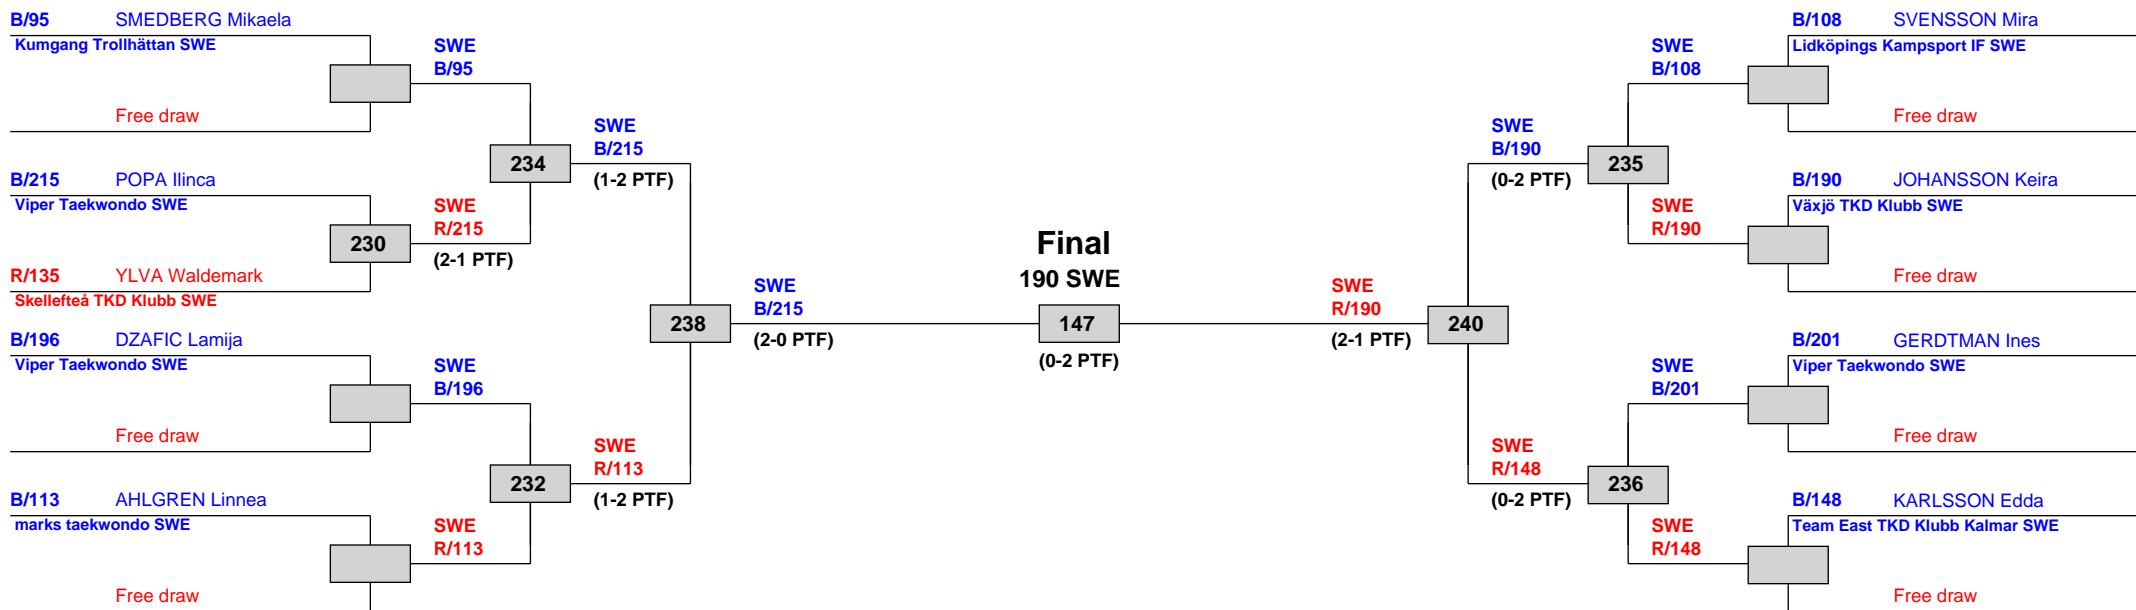 B/95 SMEDBERG Mikaela
Kumgang Trollhättan SWE
Free draw
B/215 POPA Ilinca
Viper Taekwondo SWE
R/135 YLVA Waldemark
Skellefteå TKD Klubb SWE
B/196 DZAFIC Lamija
Viper Taekwondo SWE
Free draw
B/113 AHLGREN Linnea
marks taekwondo SWE
Free draw
SWE
B/95
230
SWE
R/215
(2-1 PTF)
SWE
B/196
SWE
R/113
234
SWE
B/215
(1-2 PTF)
232
SWE
R/113
(1-2 PTF)
238
SWE
B/215
(2-0 PTF)
Final
190 SWE
147
(0-2 PTF)
SWE
R/190
(2-1 PTF)
240
SWE
B/190
(0-2 PTF)
235
SWE
R/148
(0-2 PTF)
236
SWE
B/108
SWE
R/190
SWE
B/201
SWE
R/148
B/108 SVENSSON Mira
Lidköpings Kampsport IF SWE
Free draw
B/190 JOHANSSON Keira
Växjö TKD Klubb SWE
Free draw
B/201 GERDTMAN Ines
Viper Taekwondo SWE
Free draw
B/148 KARLSSON Edda
Team East TKD Klubb Kalmar SWE
Free draw